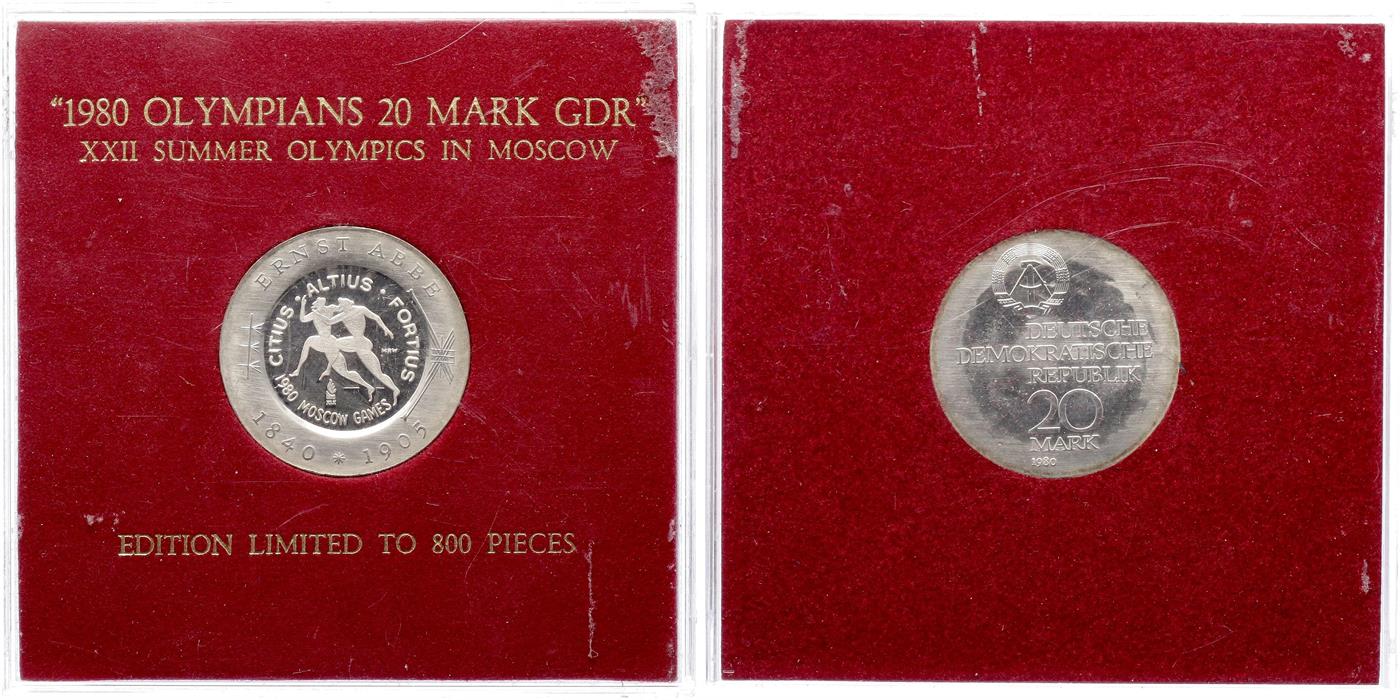 "1980 OLYMPIANS 20 MARK GDR"
XXII SUMMER OLYMPICS IN MOSCOW
ERNST ABBE
CITIUS · ALTIUS · FORTIUS
MRW
1980 MOSCOW GAMES
1840 * 1905
EDITION LIMITED TO 800 PIECES
DEUTSCHE
DEMOKRATISCHE
REPUBLIK
20
MARK
1980